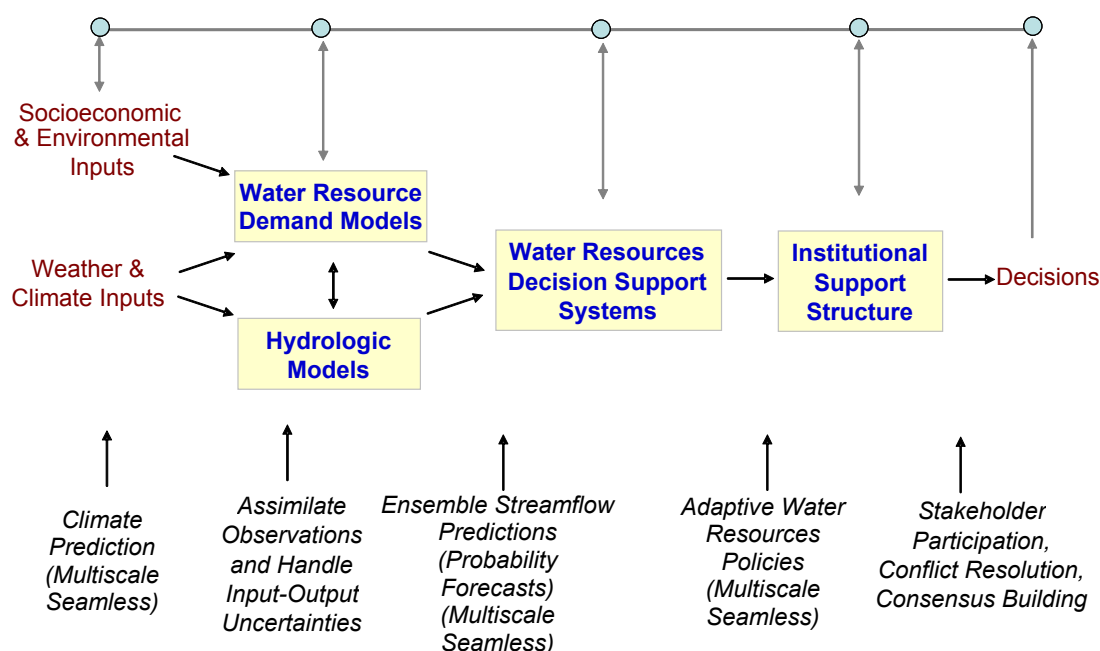 Socioeconomic
& Environmental
Inputs
Water Resource
Demand Models
Weather &
Climate Inputs
Hydrologic
Models
Water Resources
Decision Support
Systems
Institutional
Support
Structure
Decisions
Climate
Prediction
(Multiscale
Seamless)
Assimilate
Observations
and Handle
Input-Output
Uncertainties
Ensemble Streamflow
Predictions
(Probability
Forecasts)
(Multiscale
Seamless)
Adaptive Water
Resources
Policies
(Multiscale
Seamless)
Stakeholder
Participation,
Conflict Resolution,
Consensus Building